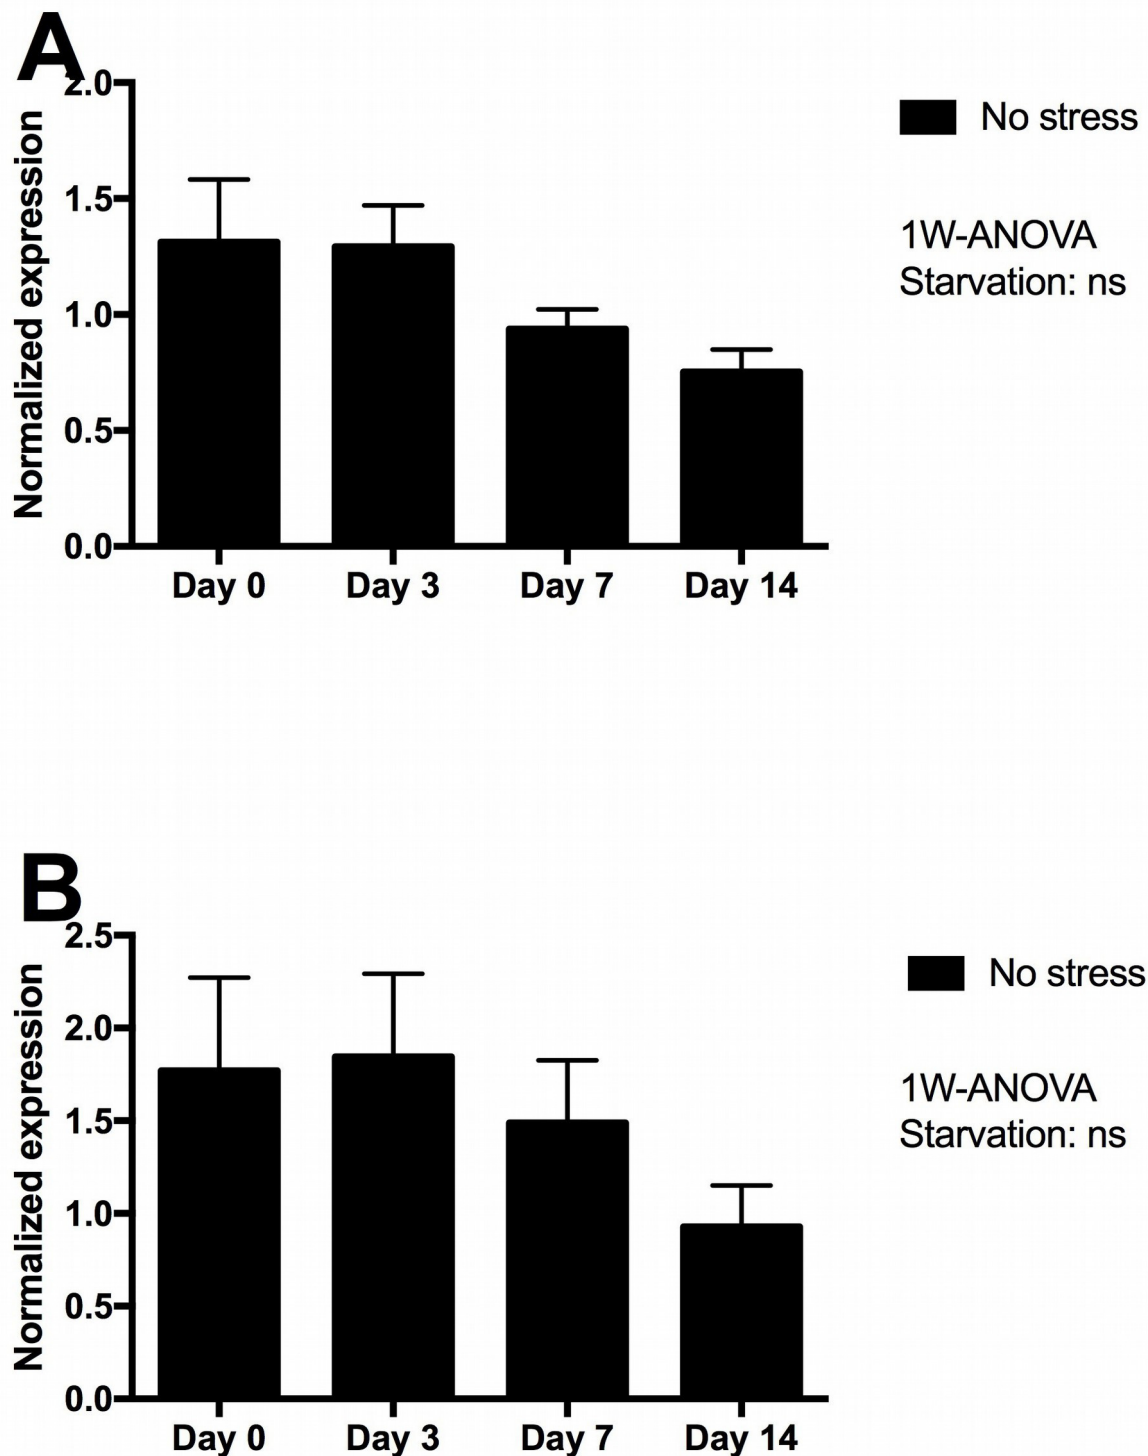 A
Normalized expression
2.0
1.5
1.0
0.5
0.0
Day 0 Day 3 Day 7 Day 14
No stress
1W-ANOVA
Starvation: ns
B
Normalized expression
2.5
2.0
1.5
1.0
0.5
0.0
Day 0 Day 3 Day 7 Day 14
No stress
1W-ANOVA
Starvation: ns